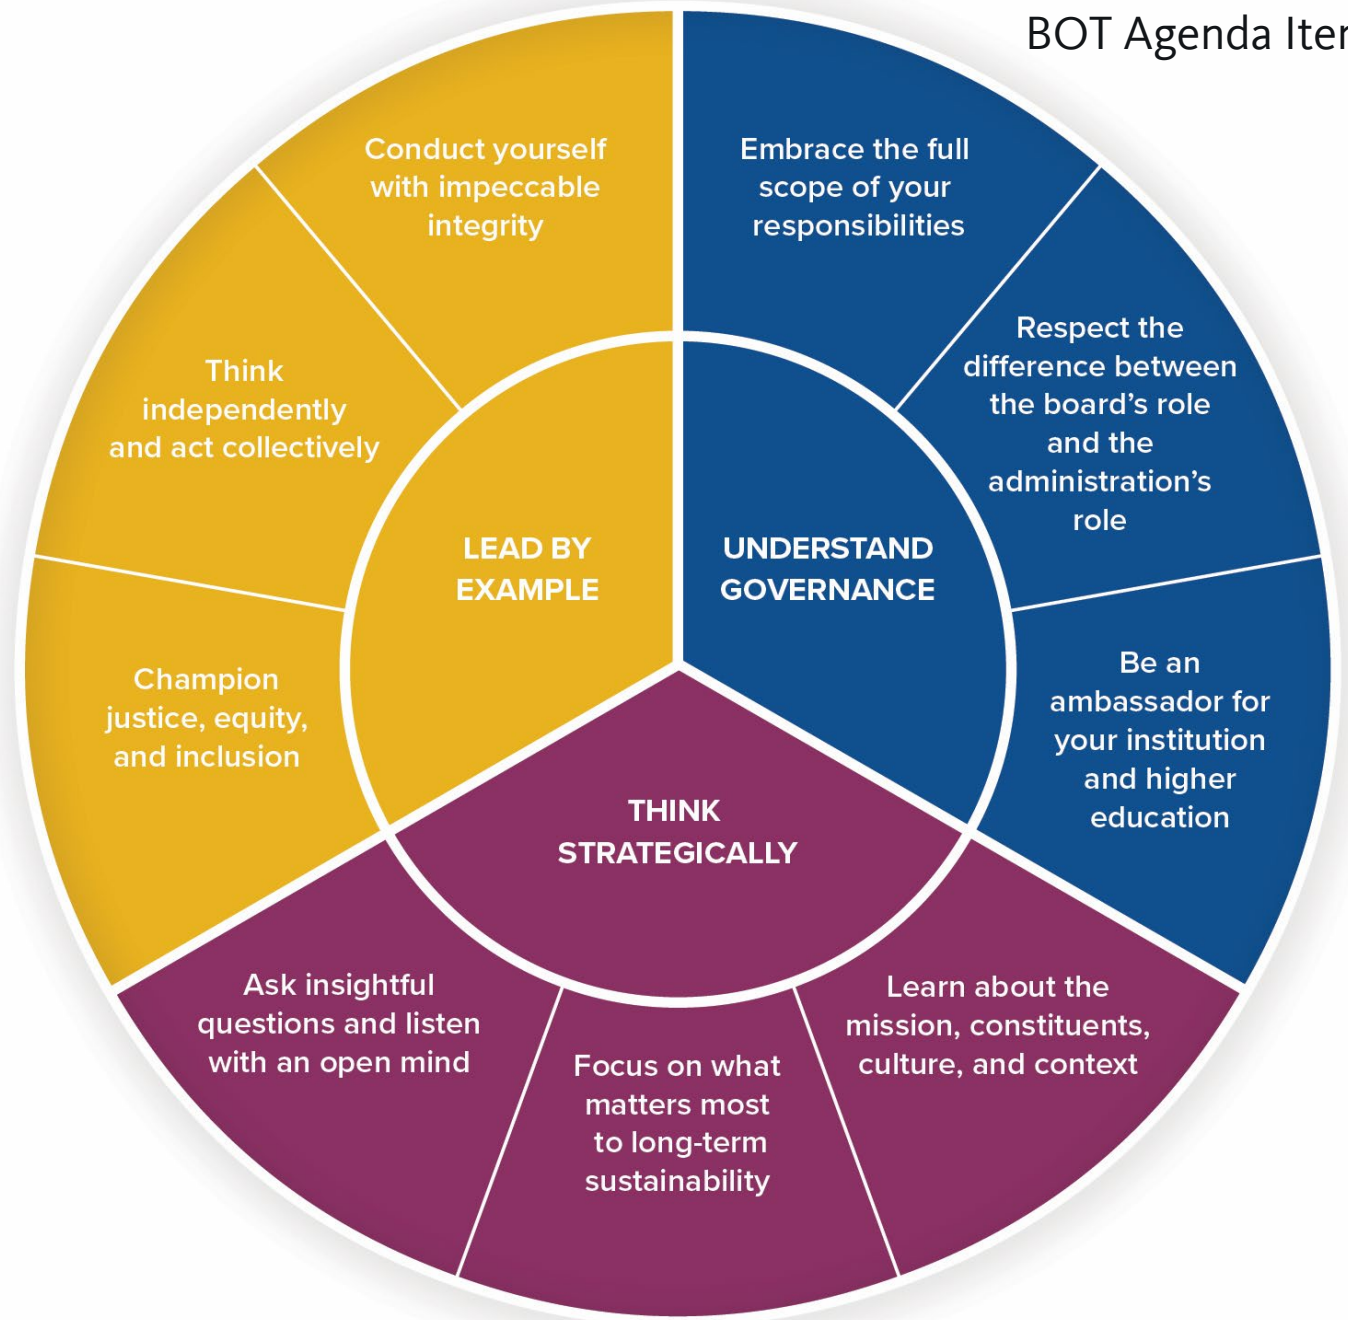 BOT Agenda Iter
Conduct yourself
with impeccable
integrity
Embrace the full
scope of your
responsibilities
Respect the
difference between
the board's role
and the
administration's
role
Think
independently
and act collectively
LEAD BY
EXAMPLE
UNDERSTAND
GOVERNANCE
Be an
ambassador for
your institution
and higher
education
Champion
justice, equity,
and inclusion
THINK
STRATEGICALLY
Ask insightful
questions and listen
with an open mind
Focus on what
matters most
to long-term
sustainability
Learn about the
mission, constituents,
culture, and context